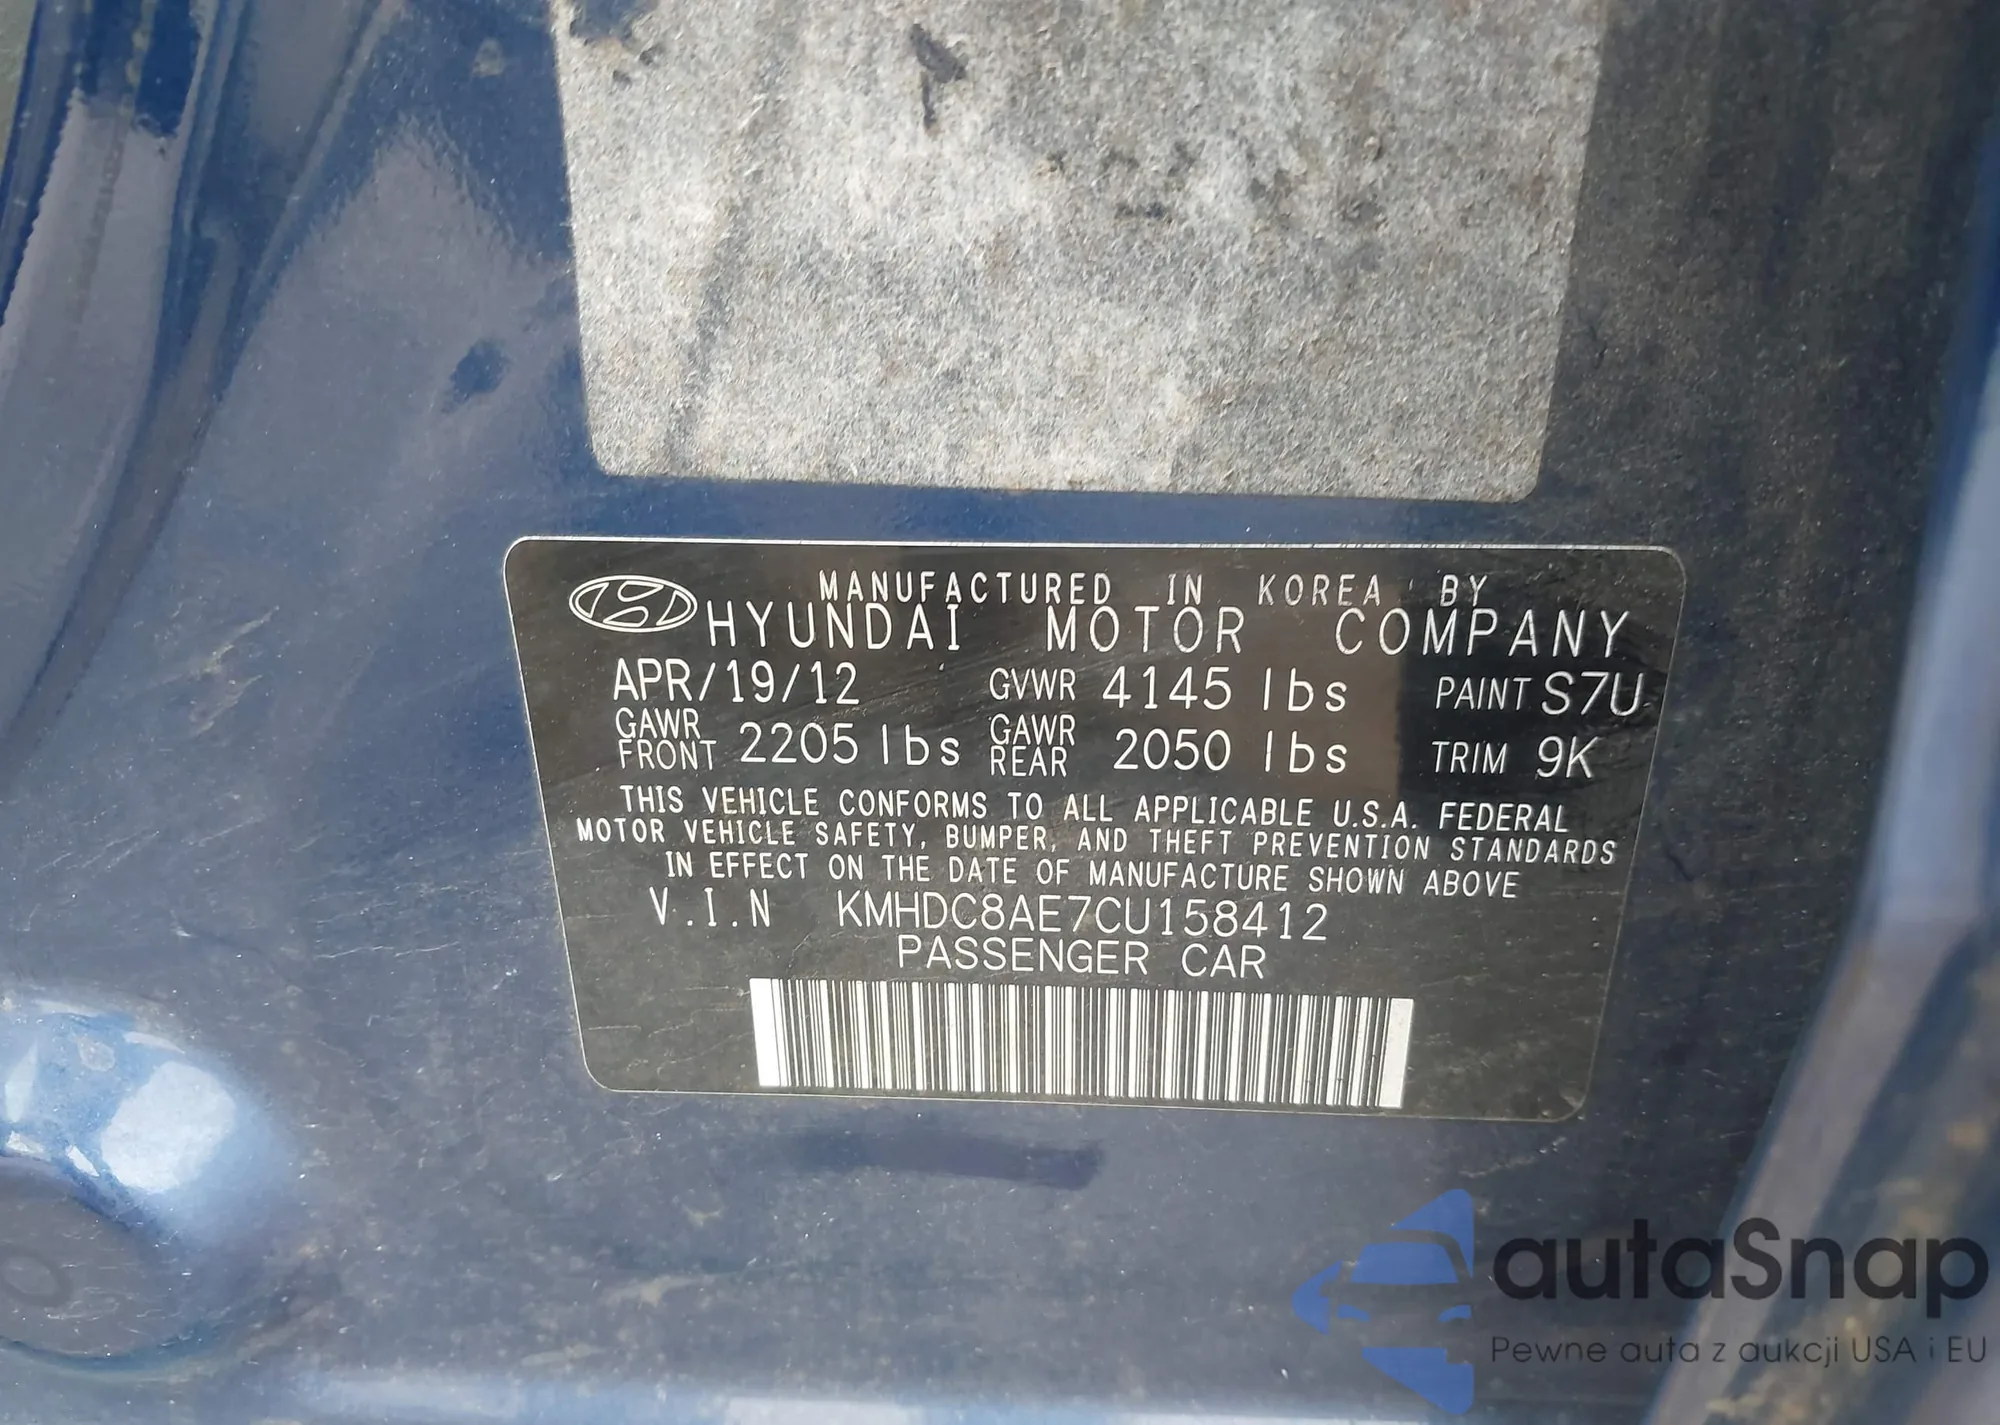 MANUFACTURED IN KOREA BY
HYUNDAI MOTOR COMPANY
APR/19/12 GVWR 4145 lbs PAINT S7U
GAWR FRONT 2205 lbs GAWR REAR 2050 lbs TRIM 9K
THIS VEHICLE CONFORMS TO ALL APPLICABLE U.S.A. FEDERAL
MOTOR VEHICLE SAFETY, BUMPER, AND THEFT PREVENTION STANDARDS
IN EFFECT ON THE DATE OF MANUFACTURE SHOWN ABOVE
V.I.N KMHDC8AE7CU158412
PASSENGER CAR
autaSnap
Pewne auta z aukcji USA i EU